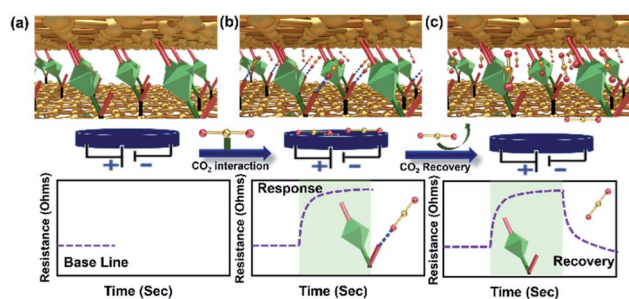 (a)
(b)
(c)
+
-
CO2 interaction
+
-
CO2 Recovery
+
-
Resistance (Ohms)
Base Line
Time (Sec)
Resistance (Ohms)
Response
Time (Sec)
Resistance (Ohms)
Recovery
Time (Sec)